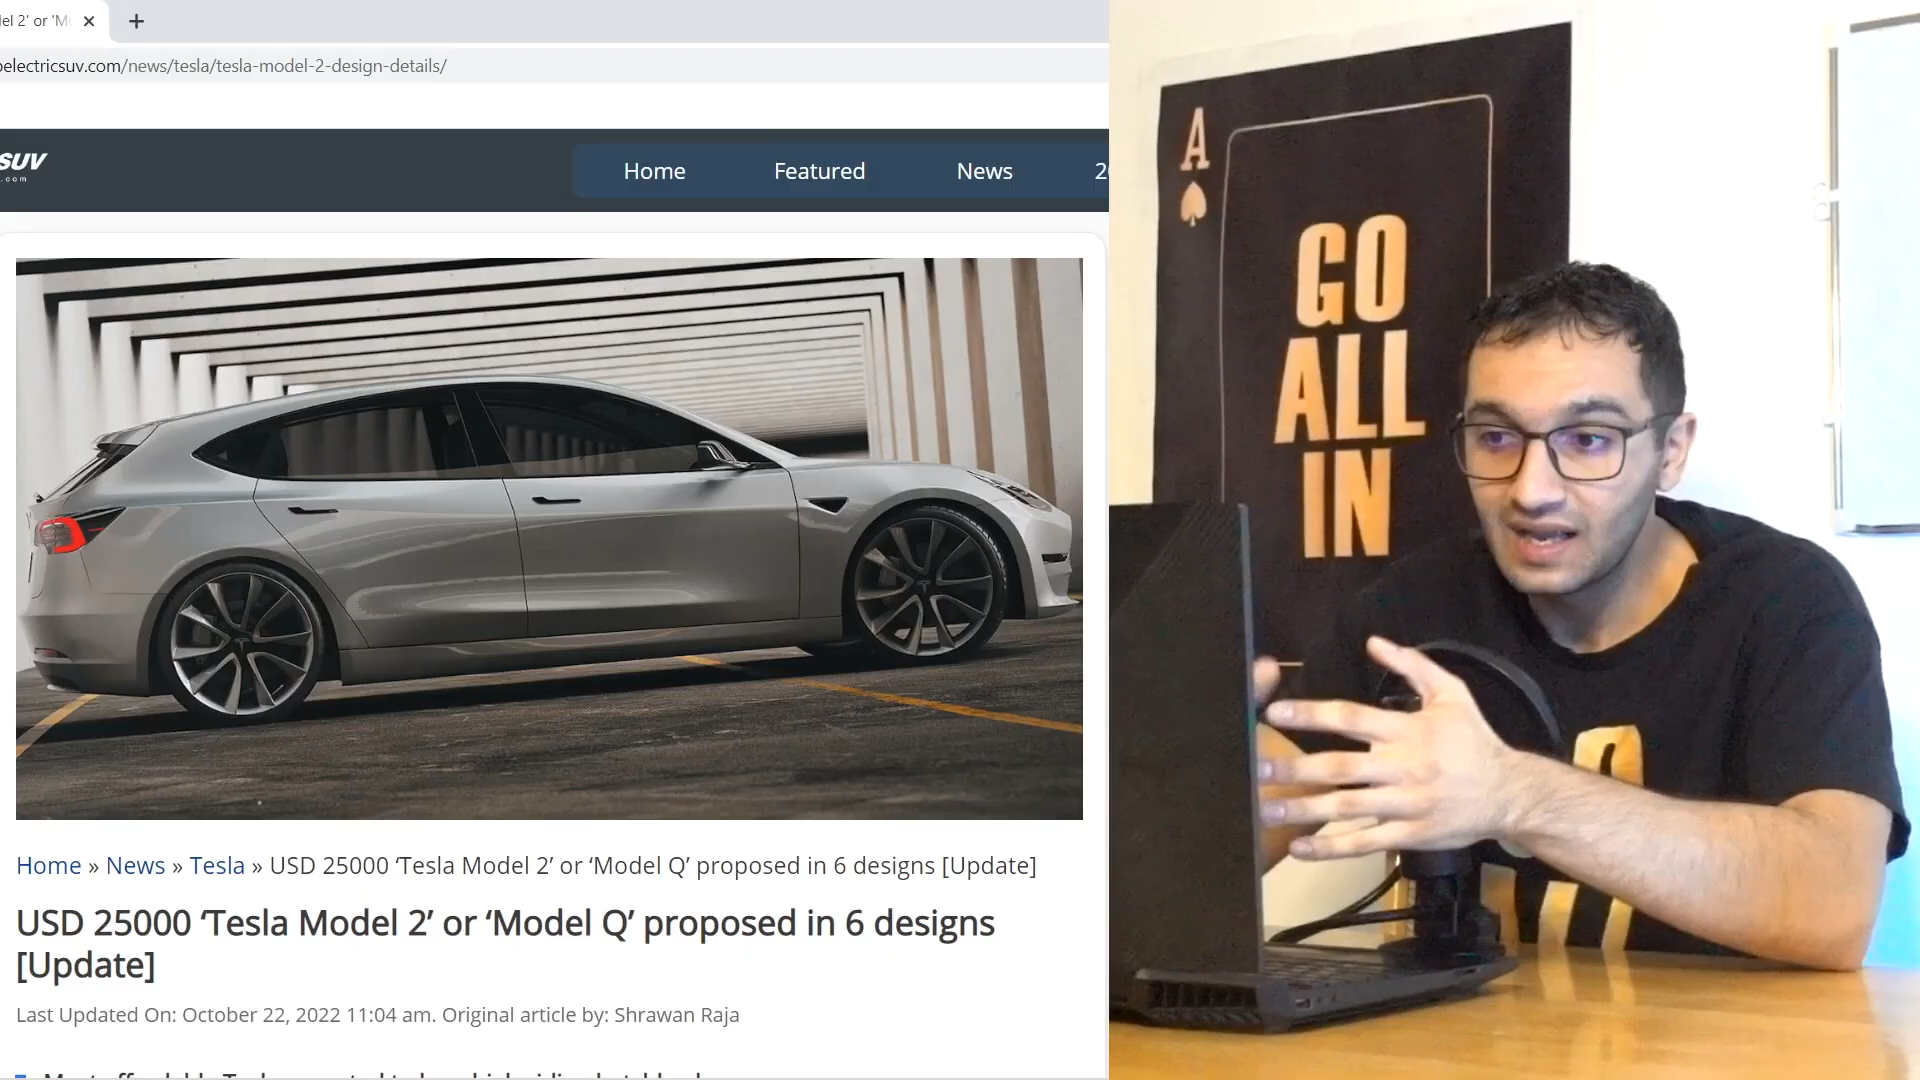 el 2' or 'M
electricsuv.com/news/tesla/tesla-model-2-design-details/
SUV
.com
Home Featured News
Home » News » Tesla » USD 25000 ‘Tesla Model 2’ or ‘Model Q’ proposed in 6 designs [Update]
USD 25000 ‘Tesla Model 2’ or ‘Model Q’ proposed in 6 designs
[Update]
Last Updated On: October 22, 2022 11:04 am. Original article by: Shrawan Raja
A
GO
ALL
IN